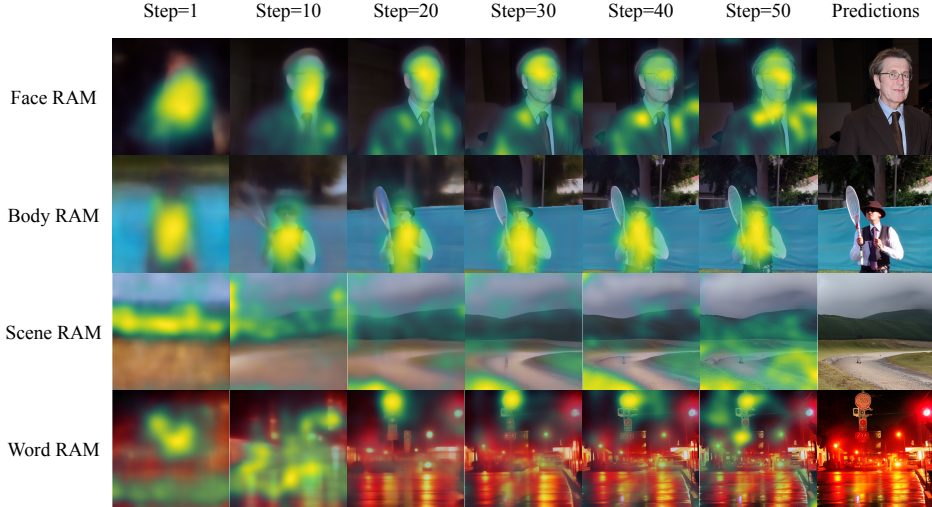 Step=1 Step=10 Step=20 Step=30 Step=40 Step=50 Predictions
Face RAM
Body RAM
Scene RAM
Word RAM